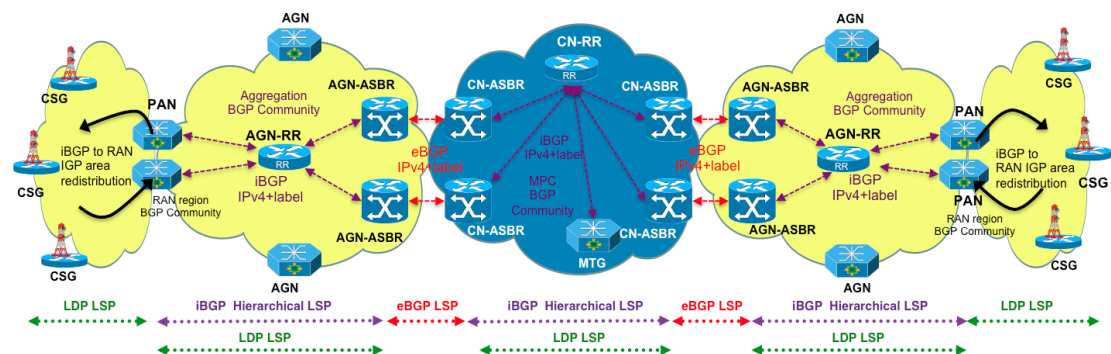 AGN
CN-RR
RR
AGN
CSG
PAN
Aggregation
BGP Community
AGN-ASBR
CN-ASBR
CN-ASBR
AGN-ASBR
Aggregation
BGP Community
PAN
CSG
AGN-RR
RR
iBGP
IPv4+label
eBGP
IPv4+label
iBGP
IPv4+label
eBGP
IPv4+label
AGN-RR
RR
iBGP
IPv4+label
iBGP to RAN
IGP area
redistribution
CSG
RAN region
BGP Community
MPC
BGP
Community
PAN
iBGP to
RAN IGP area
redistribution
CSG
RAN region
BGP Community
AGN-ASBR
CN-ASBR
CN-ASBR
AGN-ASBR
CSG
AGN
MTG
AGN
CSG
LDP LSP
iBGP Hierarchical LSP
eBGP LSP
iBGP Hierarchical LSP
eBGP LSP
iBGP Hierarchical LSP
LDP LSP
LDP LSP
LDP LSP
LDP LSP